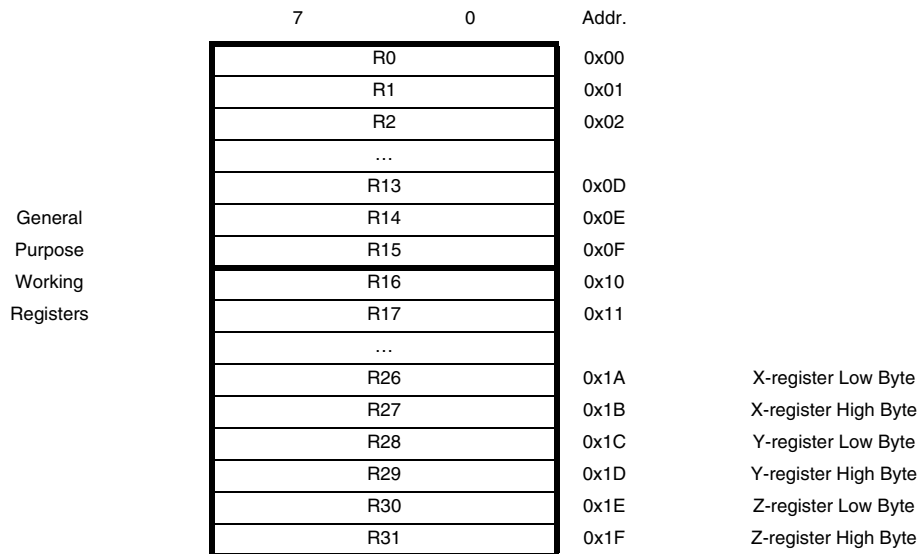 7 0 Addr.
R0 0x00
R1 0x01
R2 0x02
…
R13 0x0D
General R14 0x0E
Purpose R15 0x0F
Working R16 0x10
Registers R17 0x11
…
R26 0x1A X-register Low Byte
R27 0x1B X-register High Byte
R28 0x1C Y-register Low Byte
R29 0x1D Y-register High Byte
R30 0x1E Z-register Low Byte
R31 0x1F Z-register High Byte